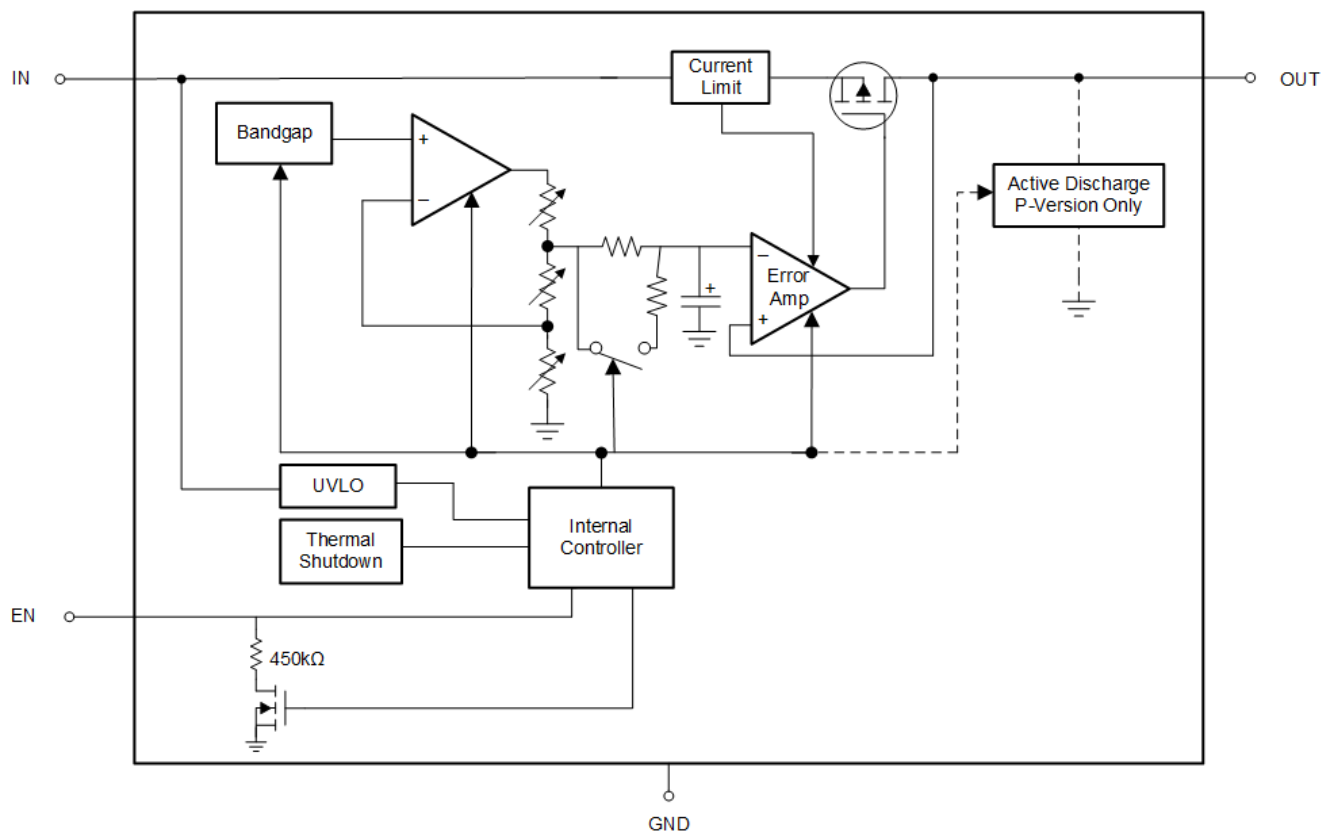 IN
Current
Limit
OUT
Bandgap
+
−
Active Discharge
P-Version Only
−
Error
Amp
+
+
UVLO
Internal
Controller
Thermal
Shutdown
EN
450kΩ
GND